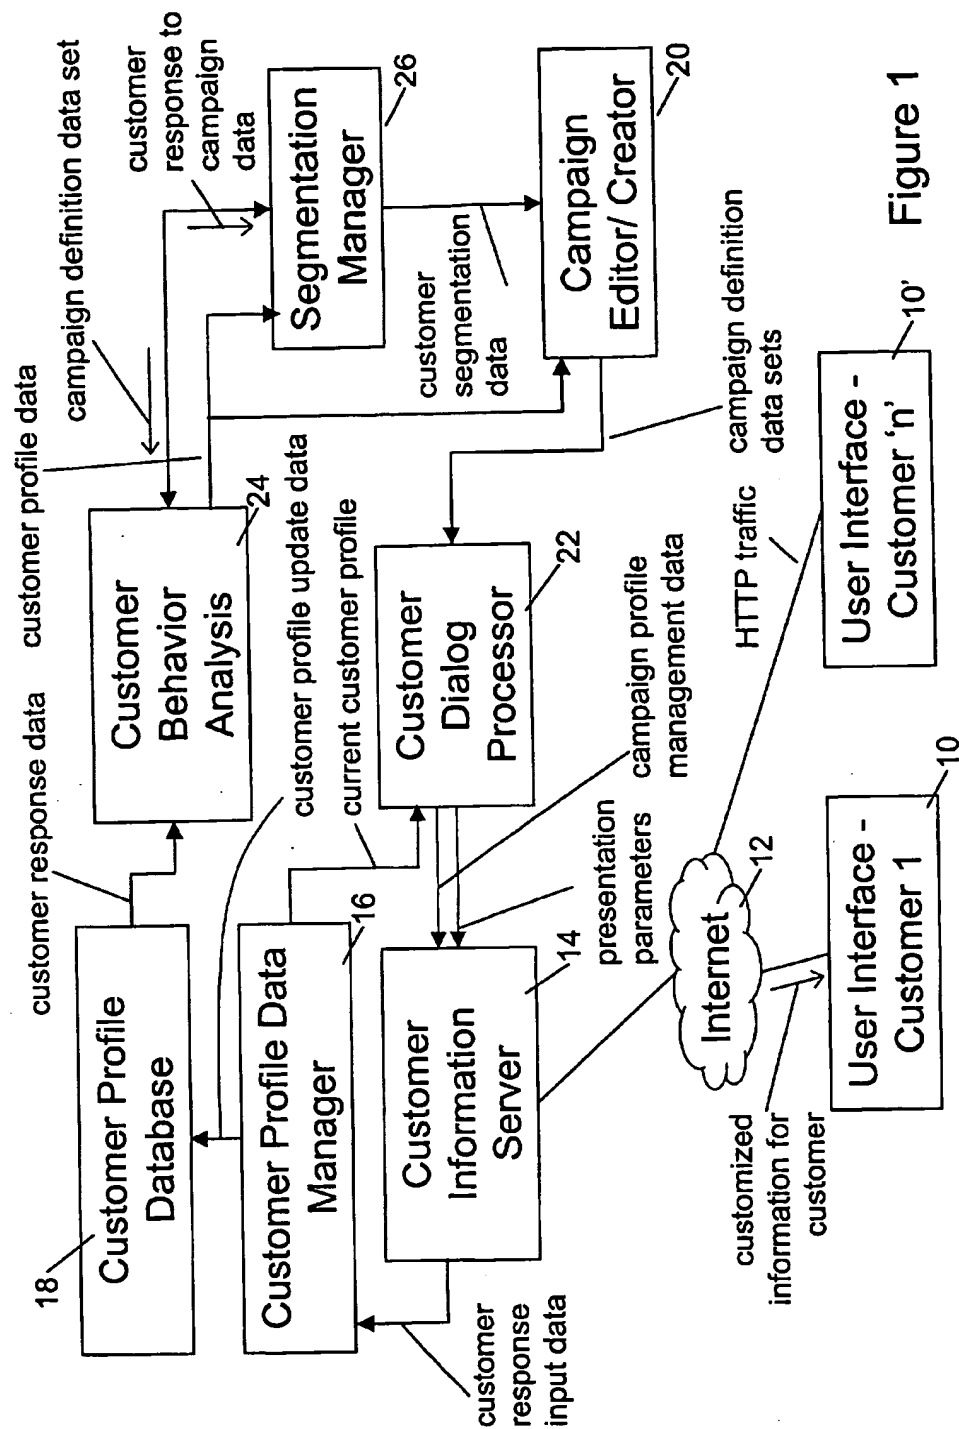 customer response data
customer profile data
campaign definition data set
customer
response to
campaign
data
18
Customer Profile
Database
Customer
Behavior
Analysis
24
Segmentation
Manager
26
customer profile update data
current customer profile
Customer Profile Data
Manager
16
Customer
Dialog
Processor
22
customer
segmentation
data
Campaign
Editor/ Creator
20
customer
response
input data
Customer
Information
Server
14
presentation
parameters
campaign profile
management data
campaign definition
data sets
HTTP traffic
Internet
12
customized
information for
customer
User Interface -
Customer 1
10
User Interface -
Customer 'n'
10'
Figure 1